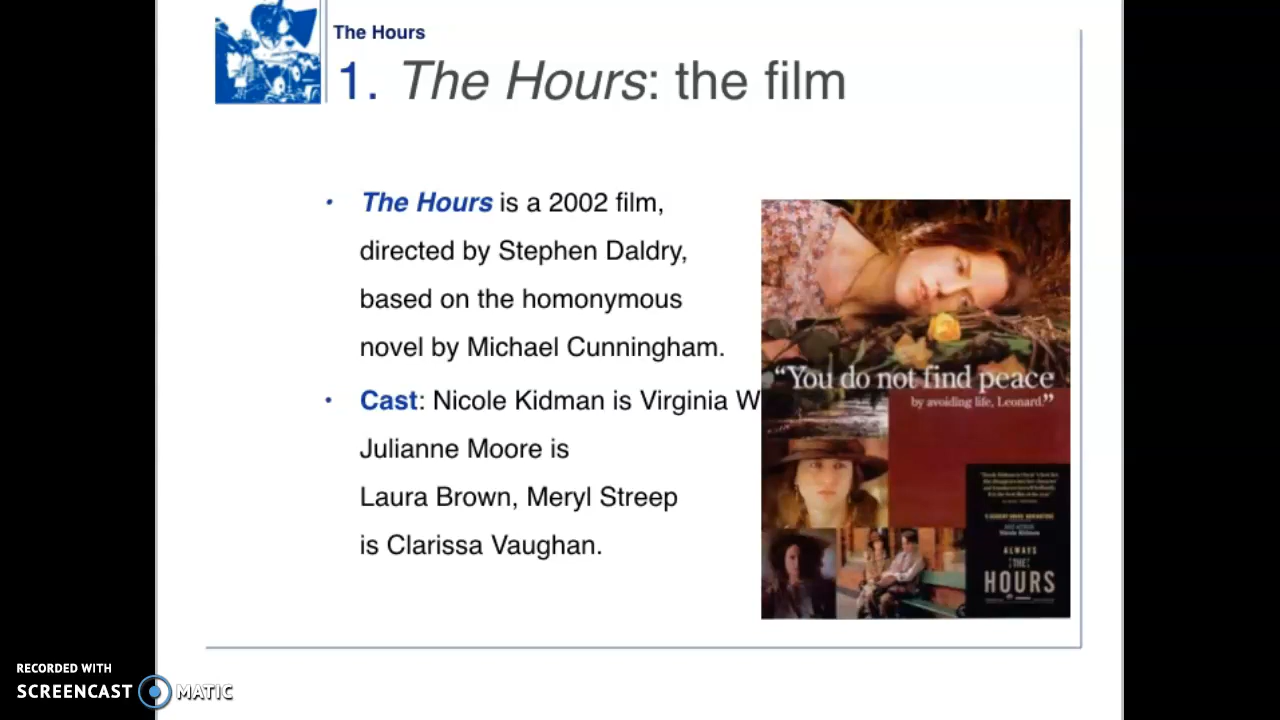 The Hours
1. The Hours: the film
• The Hours is a 2002 film,
directed by Stephen Daldry,
based on the homonymous
novel by Michael Cunningham.
• Cast: Nicole Kidman is Virginia W
Julianne Moore is
Laura Brown, Meryl Streep
is Clarissa Vaughan.
“You do not find peace
by avoiding life, Leonard.”
ALWAYS
THE
HOURS
RECORDED WITH
SCREENCAST MATIC